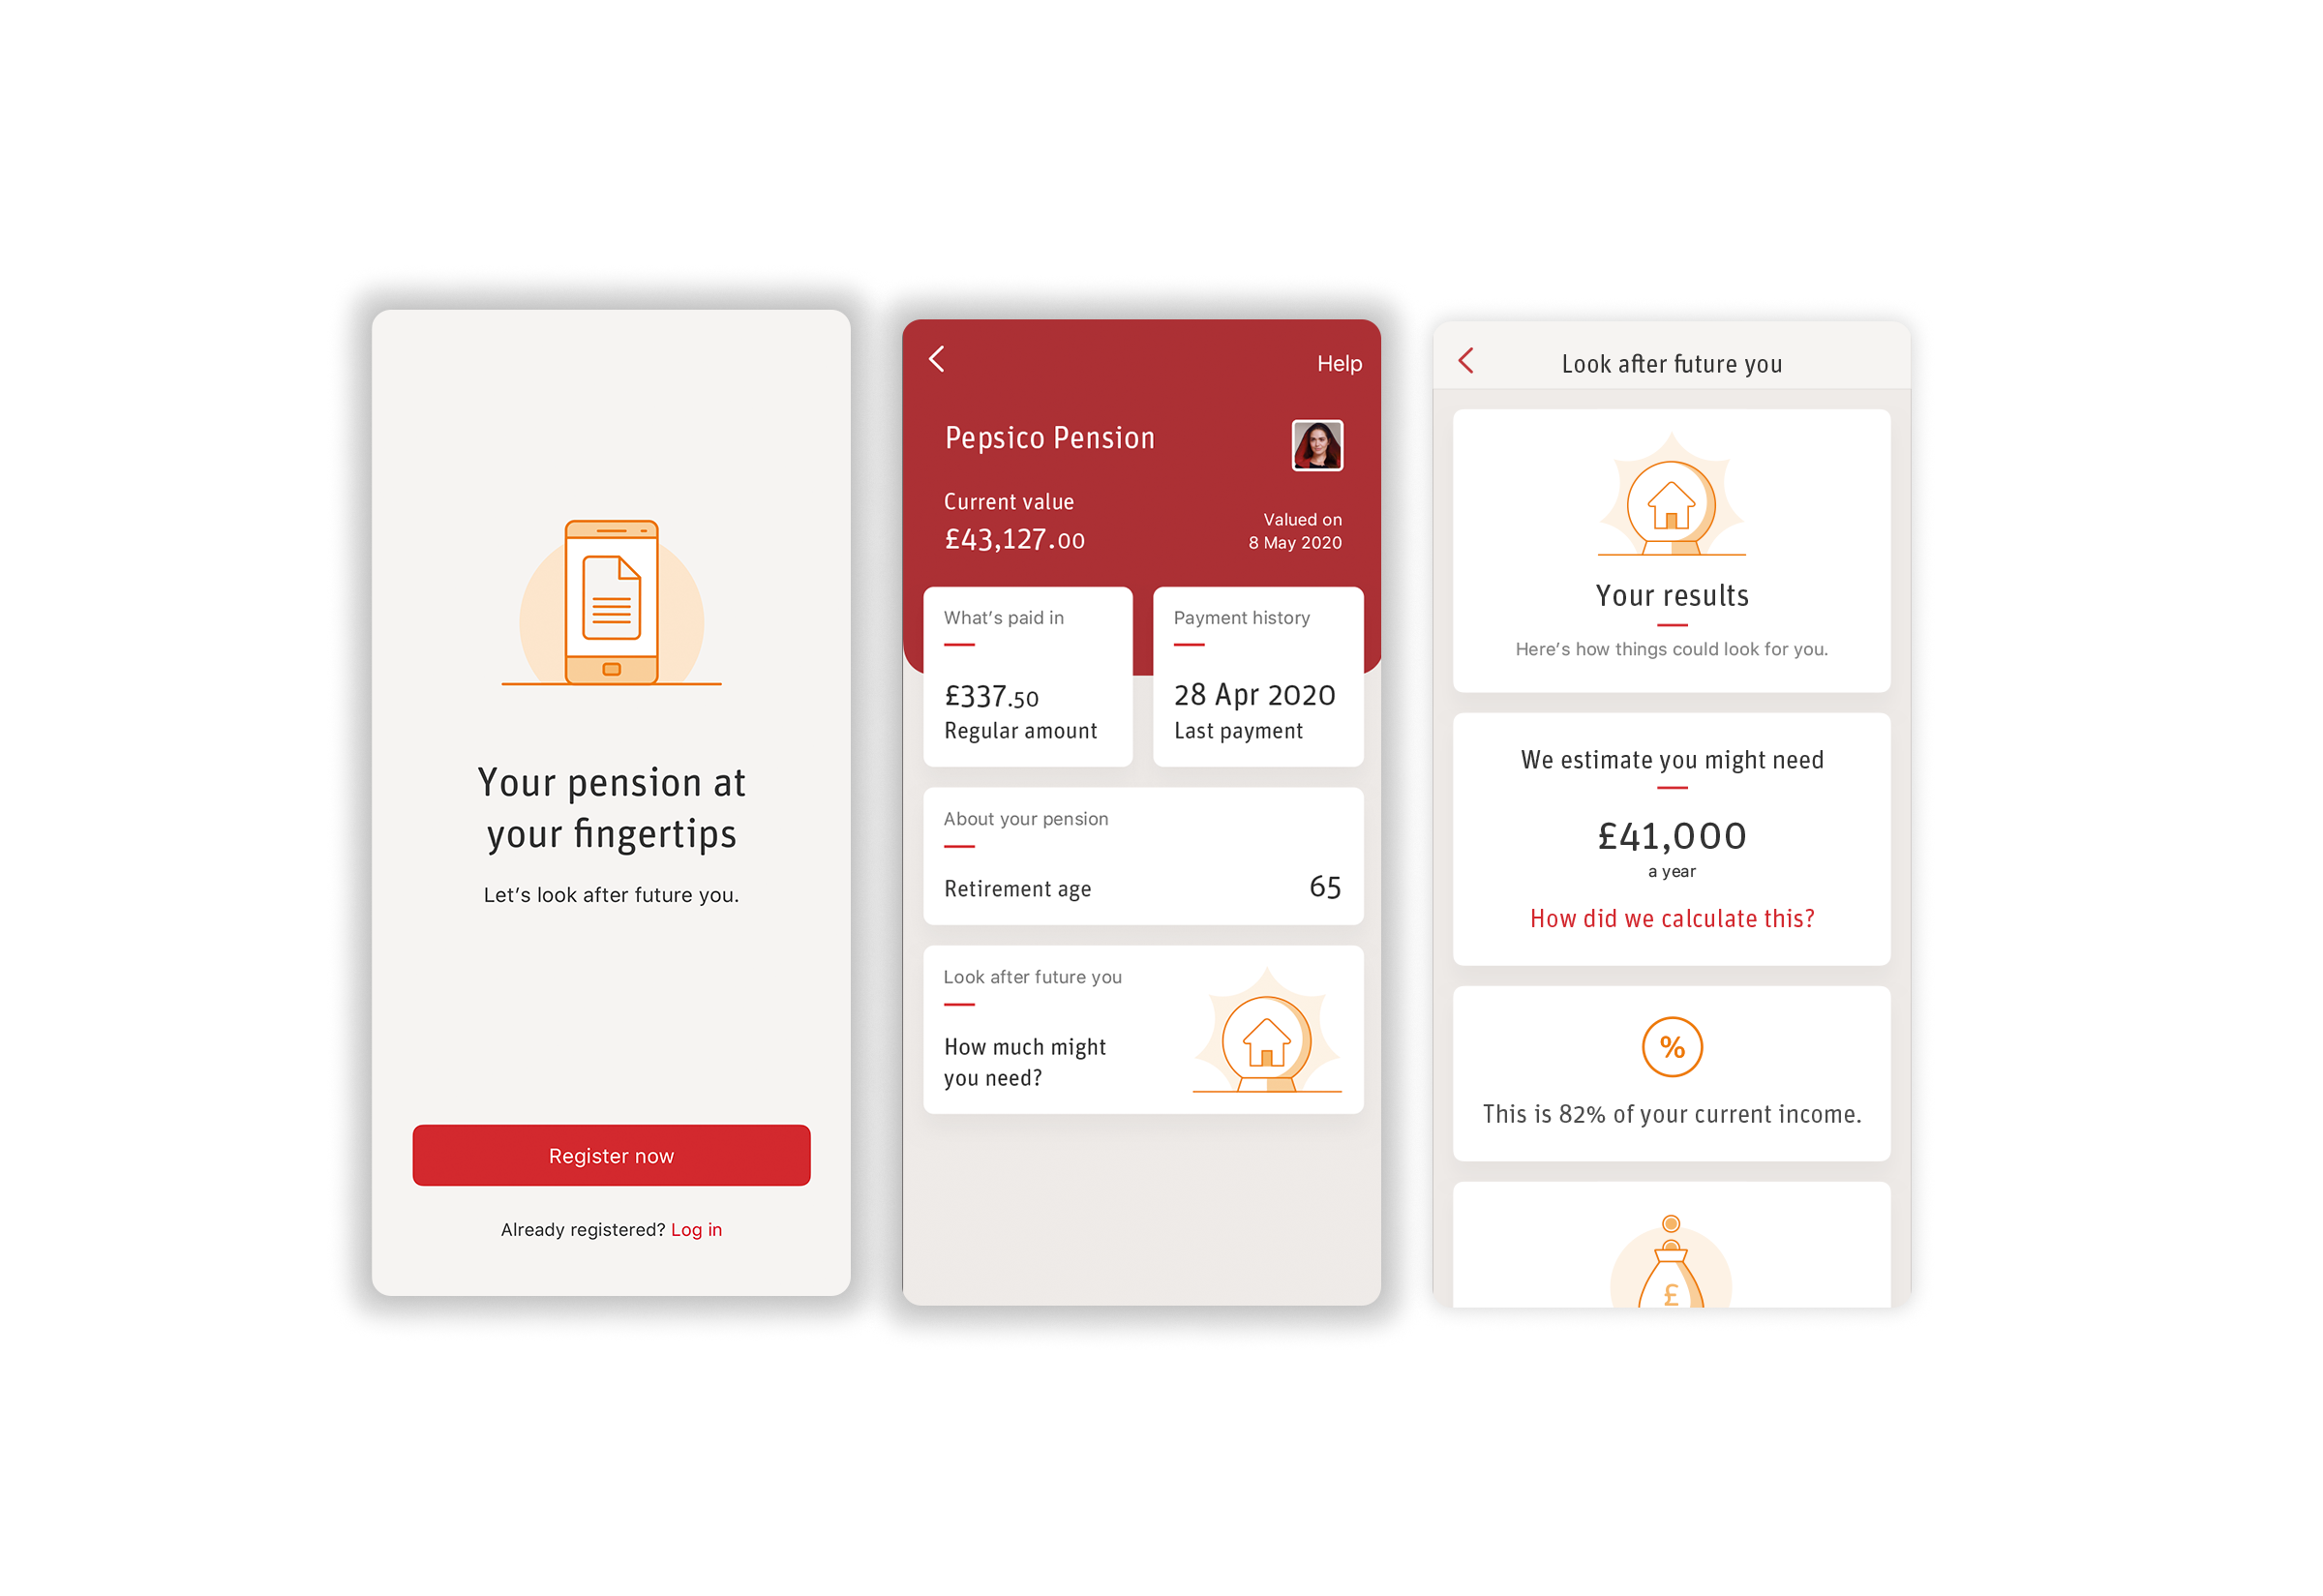 Your pension at
your fingertips
Let's look after future you.
Register now
Already registered? Log in
Help
Pepsico Pension
Current value
£43,127.00
Valued on
8 May 2020
What's paid in
£337.50
Regular amount
Payment history
28 Apr 2020
Last payment
About your pension
Retirement age 65
Look after future you
How much might
you need?
Look after future you
Your results
Here's how things could look for you.
We estimate you might need
£41,000
a year
How did we calculate this?
%
This is 82% of your current income.
£